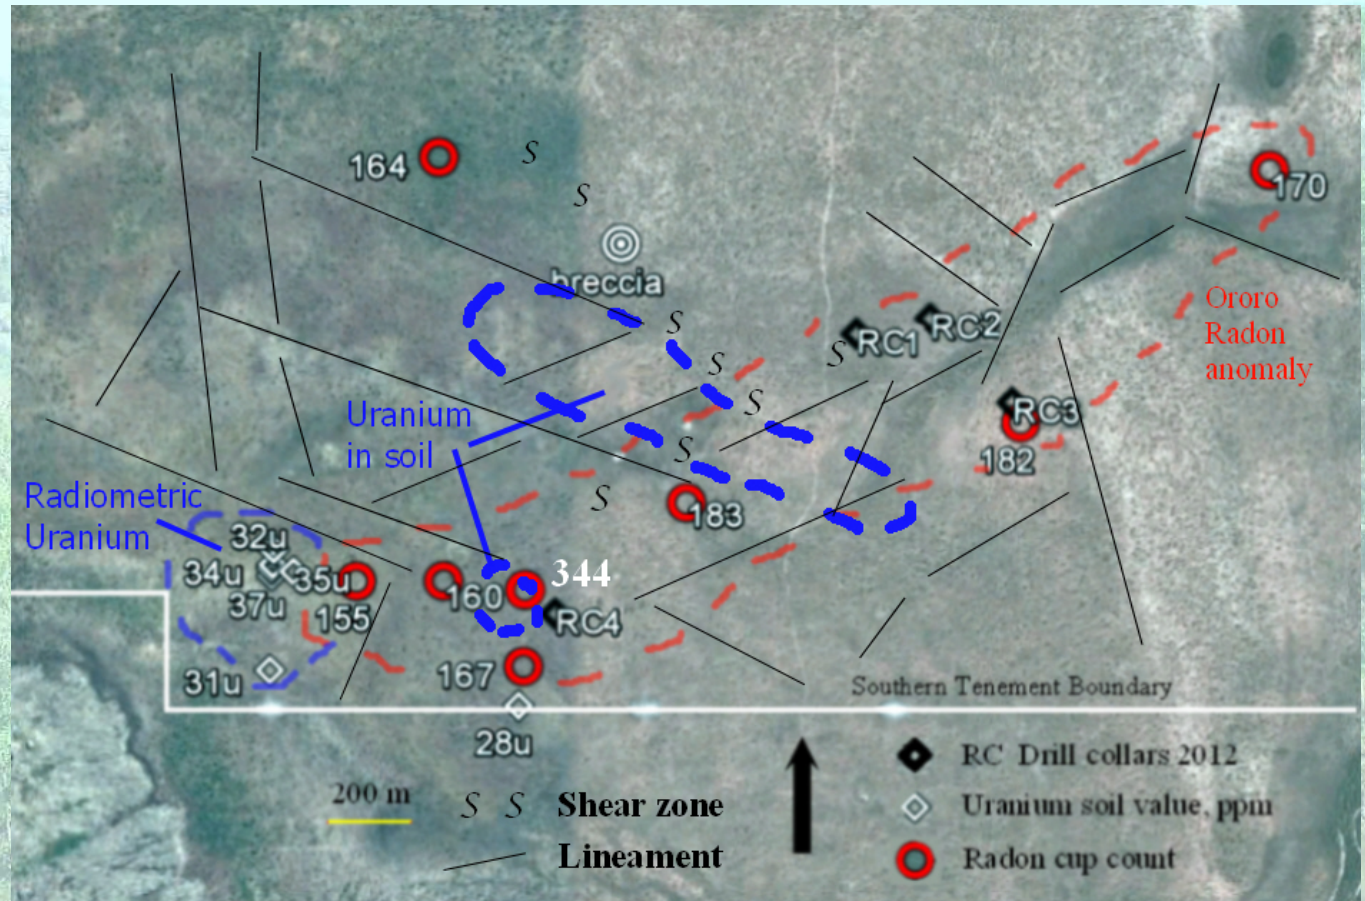 164
S
S
170
breccia
S
RC1
RC2
S
Ororo
Radon
anomaly
S
S
RC3
Uranium
in soil
S
182
Radiometric
Uranium
S
183
32u
34u
35u
37u
155
160
344
RC4
31u
167
28u
Southern Tenement Boundary
200 m
S S Shear zone
Lineament
RC Drill collars 2012
Uranium soil value, ppm
Radon cup count